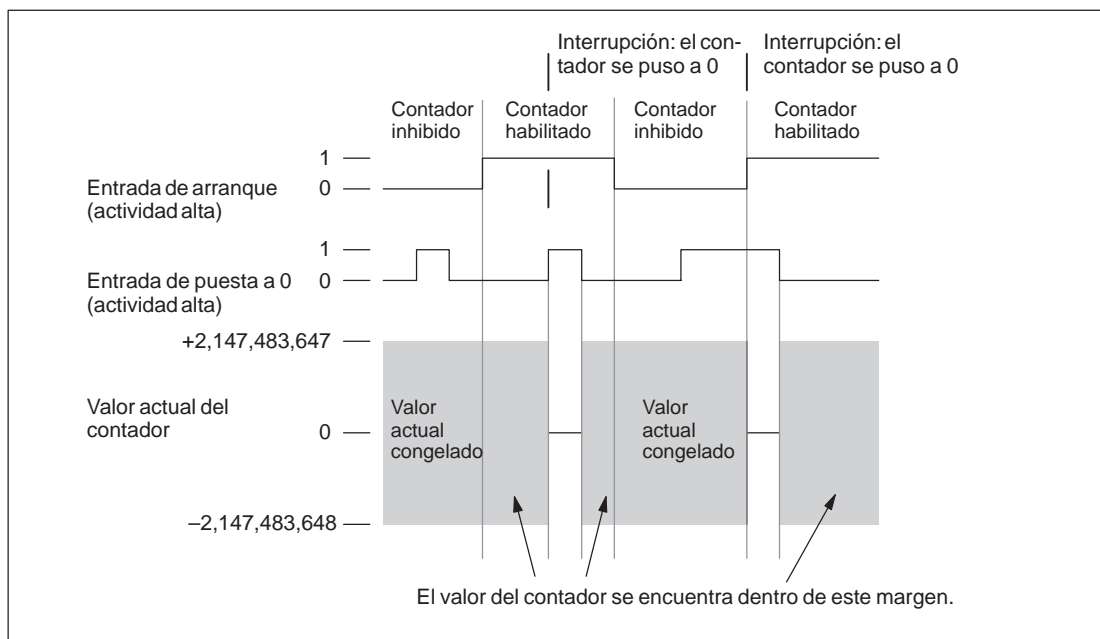 Interrupción: el con-
tador se puso a 0
Interrupción: el
contador se puso a 0
Contador
inhibido
Contador
habilitado
Contador
inhibido
Contador
habilitado
1
Entrada de arranque
(actividad alta)
0
1
Entrada de puesta a 0
(actividad alta)
0
+2,147,483,647
Valor actual del
contador
0
Valor
actual
congelado
Valor
actual
congelado
–2,147,483,648
El valor del contador se encuentra dentro de este margen.